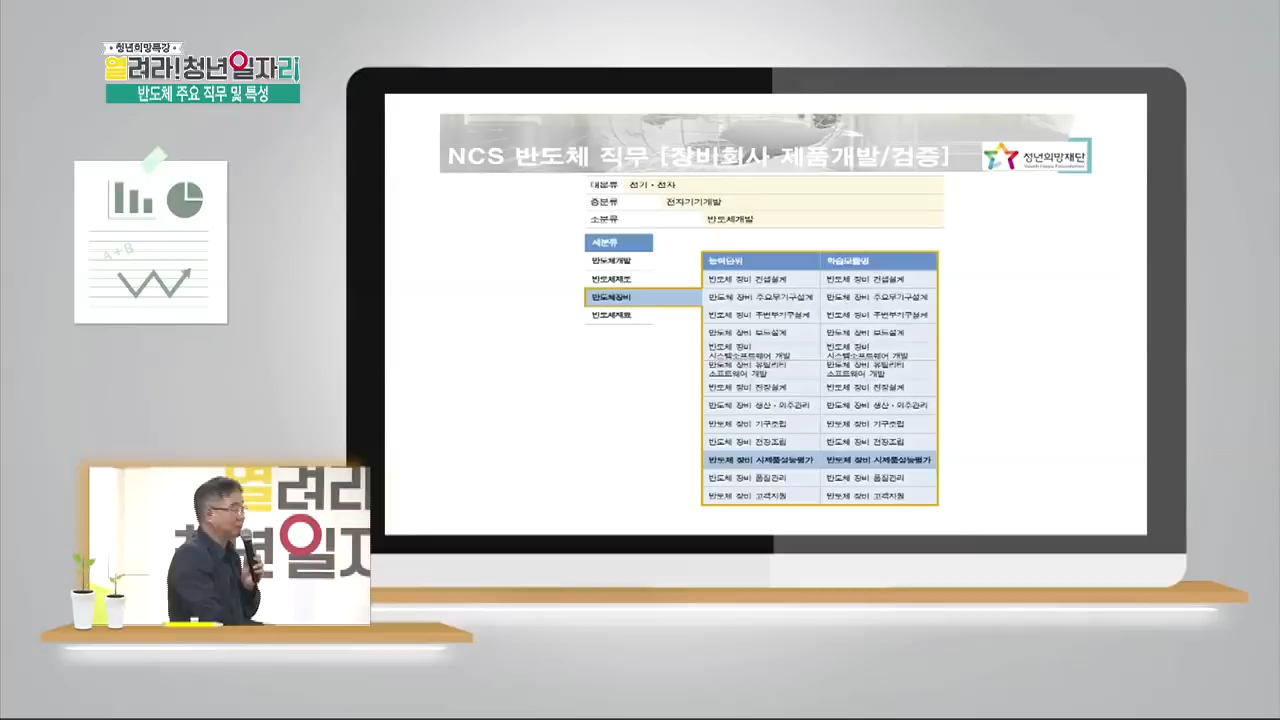 청년희망특강
열려라!청년일자리
반도체 주요 직무 및 특성
NCS 반도체 직무 [장비회사 제품개발/검증]
청년희망재단
Youth Hope Foundation
대분류 전기·전자
중분류 전자기기개발
소분류 반도체개발
세분류
반도체개발
반도체제조
반도체장비
반도체재료
능력단위 학습모듈명
반도체 장비 컨셉설계 반도체 장비 컨셉설계
반도체 장비 주요부기구설계 반도체 장비 주요부기구설계
반도체 장비 주변부기구설계 반도체 장비 주변부기구설계
반도체 장비 보드설계 반도체 장비 보드설계
반도체 장비 반도체 장비
시스템소프트웨어 개발 시스템소프트웨어 개발
반도체 장비 유틸리티 반도체 장비 유틸리티
소프트웨어 개발 소프트웨어 개발
반도체 장비 전장설계 반도체 장비 전장설계
반도체 장비 생산·외주관리 반도체 장비 생산·외주관리
반도체 장비 기구조립 반도체 장비 기구조립
반도체 장비 전장조립 반도체 장비 전장조립
반도체 장비 시제품성능평가 반도체 장비 시제품성능평가
반도체 장비 품질관리 반도체 장비 품질관리
반도체 장비 고객지원 반도체 장비 고객지원
A+B
열려라
청년일자